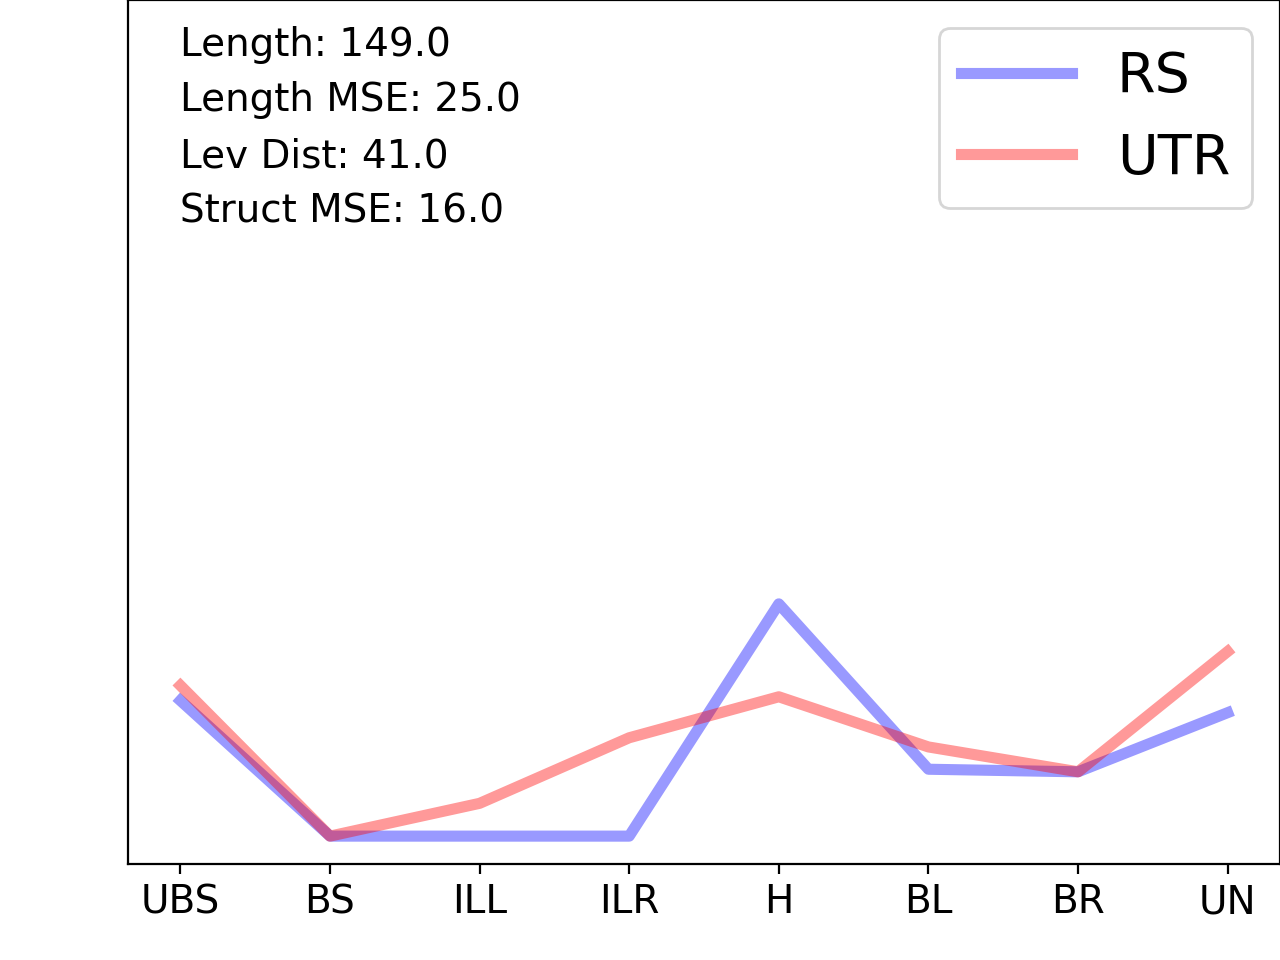 Length: 149.0
Length MSE: 25.0
Lev Dist: 41.0
Struct MSE: 16.0
RS
UTR
UBS BS ILL ILR H BL BR UN